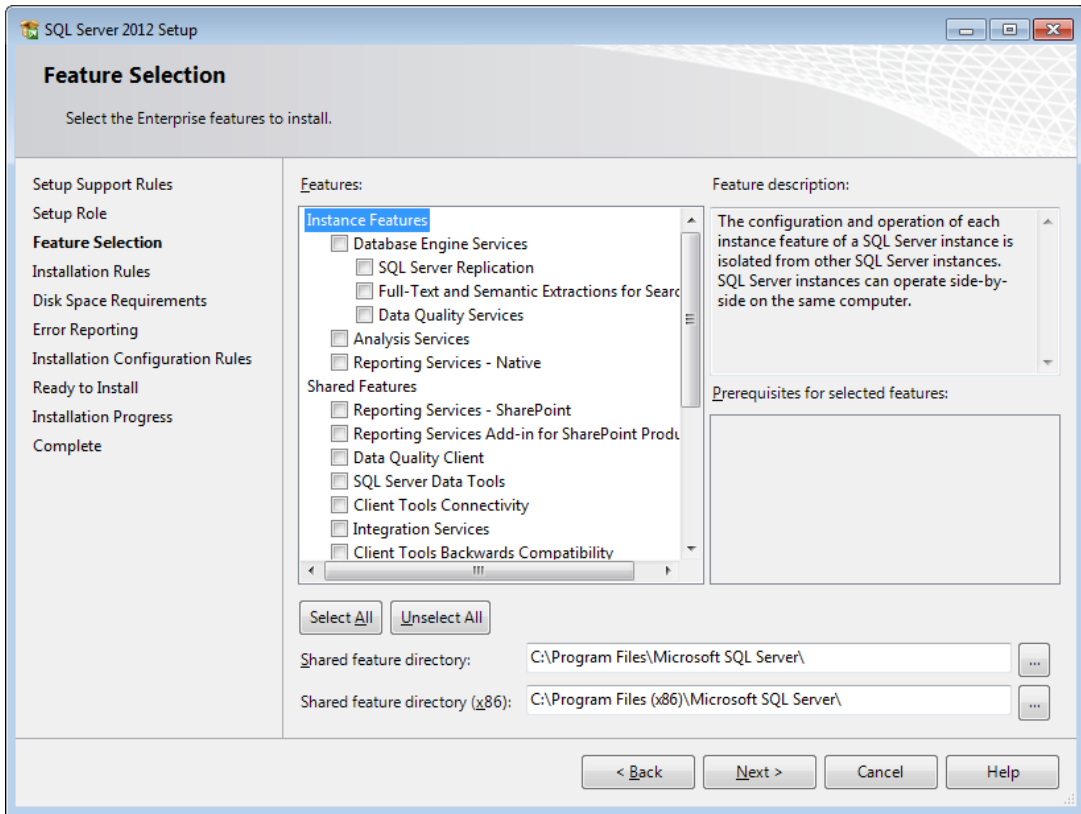 SQL Server 2012 Setup
Feature Selection
Select the Enterprise features to install.
Setup Support Rules
Setup Role
Feature Selection
Installation Rules
Disk Space Requirements
Error Reporting
Installation Configuration Rules
Ready to Install
Installation Progress
Complete
Features:
Instance Features
Database Engine Services
SQL Server Replication
Full-Text and Semantic Extractions for Searc
Data Quality Services
Analysis Services
Reporting Services - Native
Shared Features
Reporting Services - SharePoint
Reporting Services Add-in for SharePoint Produ
Data Quality Client
SQL Server Data Tools
Client Tools Connectivity
Integration Services
Client Tools Backwards Compatibility
Feature description:
The configuration and operation of each
instance feature of a SQL Server instance is
isolated from other SQL Server instances.
SQL Server instances can operate side-by-
side on the same computer.
Prerequisites for selected features:
Select All
Unselect All
Shared feature directory:
C:\Program Files\Microsoft SQL Server\
...
Shared feature directory (x86):
C:\Program Files (x86)\Microsoft SQL Server\
...
< Back
Next >
Cancel
Help